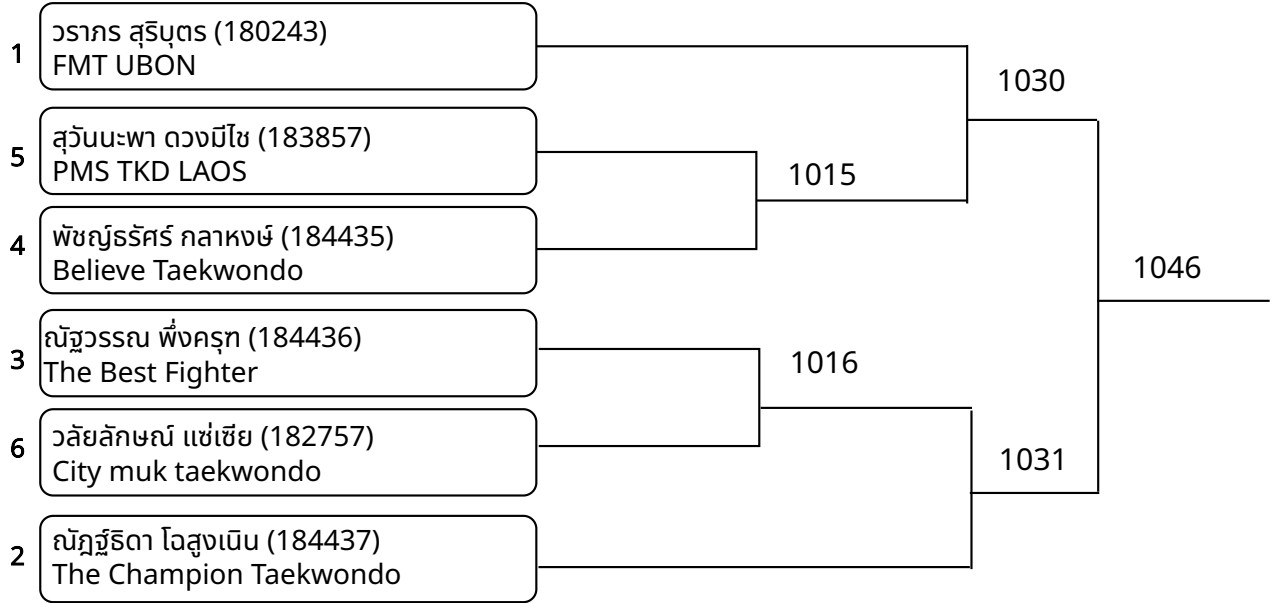 1
วราภร สุริบุตร (180243)
FMT UBON
1030
5
สุวันนะพา ดวงมีไช (183857)
PMS TKD LAOS
1015
4
พัชญ์ธรัศร์ กลาหงษ์ (184435)
Believe Taekwondo
1046
3
ณัฐวรรณ พึ่งครุฑ (184436)
The Best Fighter
1016
6
วลัยลักษณ์ แซ่เซีย (182757)
City muk taekwondo
1031
2
ณัฎฐ์ธิดา โฉสูงเนิน (184437)
The Champion Taekwondo